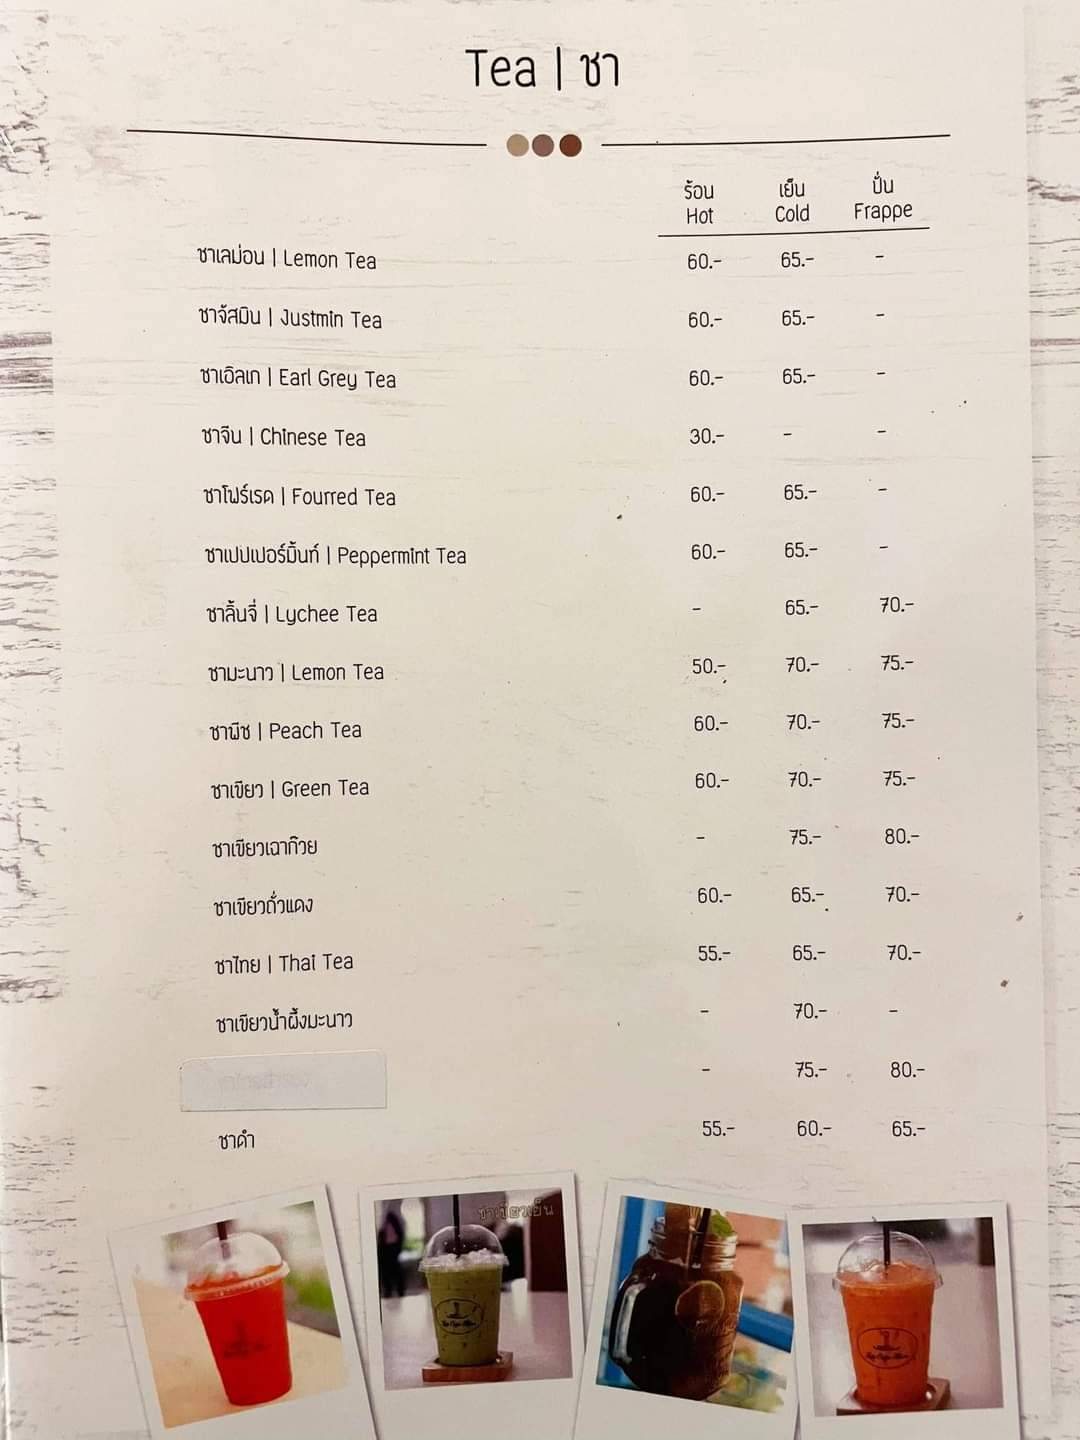 Tea | ชา
ร้อน เย็น ปั่น
Hot Cold Frappe
ชาเลม่อน | Lemon Tea 60.- 65.- -
ชาจัสมิน | Justmin Tea 60.- 65.- -
ชาเอิลเก | Earl Grey Tea 60.- 65.- -
ชาจีน | Chinese Tea 30.- - -
ชาโฟร์เรด | Fourred Tea 60.- 65.- -
ชาเปปเปอร์มิ้นท์ | Peppermint Tea 60.- 65.- -
ชาลิ้นจี่ | Lychee Tea - 65.- 70.-
ชามะนาว | Lemon Tea 50.- 70.- 75.-
ชาพีช | Peach Tea 60.- 70.- 75.-
ชาเขียว | Green Tea 60.- 70.- 75.-
ชาเขียวเฉาก๊วย - 75.- 80.-
ชาเขียวถั่วแดง 60.- 65.- 70.-
ชาไทย | Thai Tea 55.- 65.- 70.-
ชาเขียวน้ำผึ้งมะนาว - 70.- -
- 75.- 80.-
ชาดำ 55.- 60.- 65.-
ชาเขียวเย็น